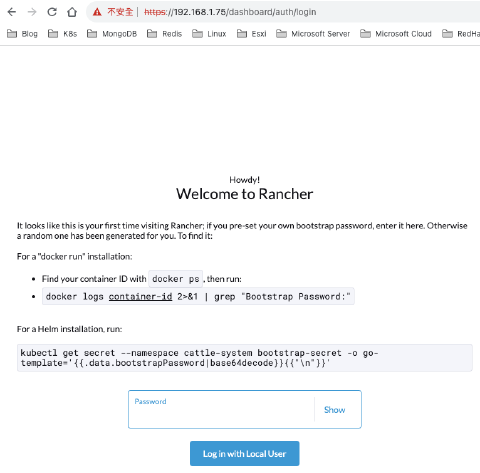 不安全 https://192.168.1.75/dashboard/auth/login
Blog K8s MongoDB Redis Linux Esxi Microsoft Server Microsoft Cloud RedHa
Howdy!
Welcome to Rancher
It looks like this is your first time visiting Rancher; if you pre-set your own bootstrap password, enter it here. Otherwise
a random one has been generated for you. To find it:
For a "docker run" installation:
• Find your container ID with docker ps, then run:
• docker logs container-id 2>&1 | grep "Bootstrap Password:"
For a Helm installation, run:
kubectl get secret --namespace cattle-system bootstrap-secret -o go-
template='{{.data.bootstrapPassword|base64decode}}{{"\n"}}'
Password
Show
Log in with Local User